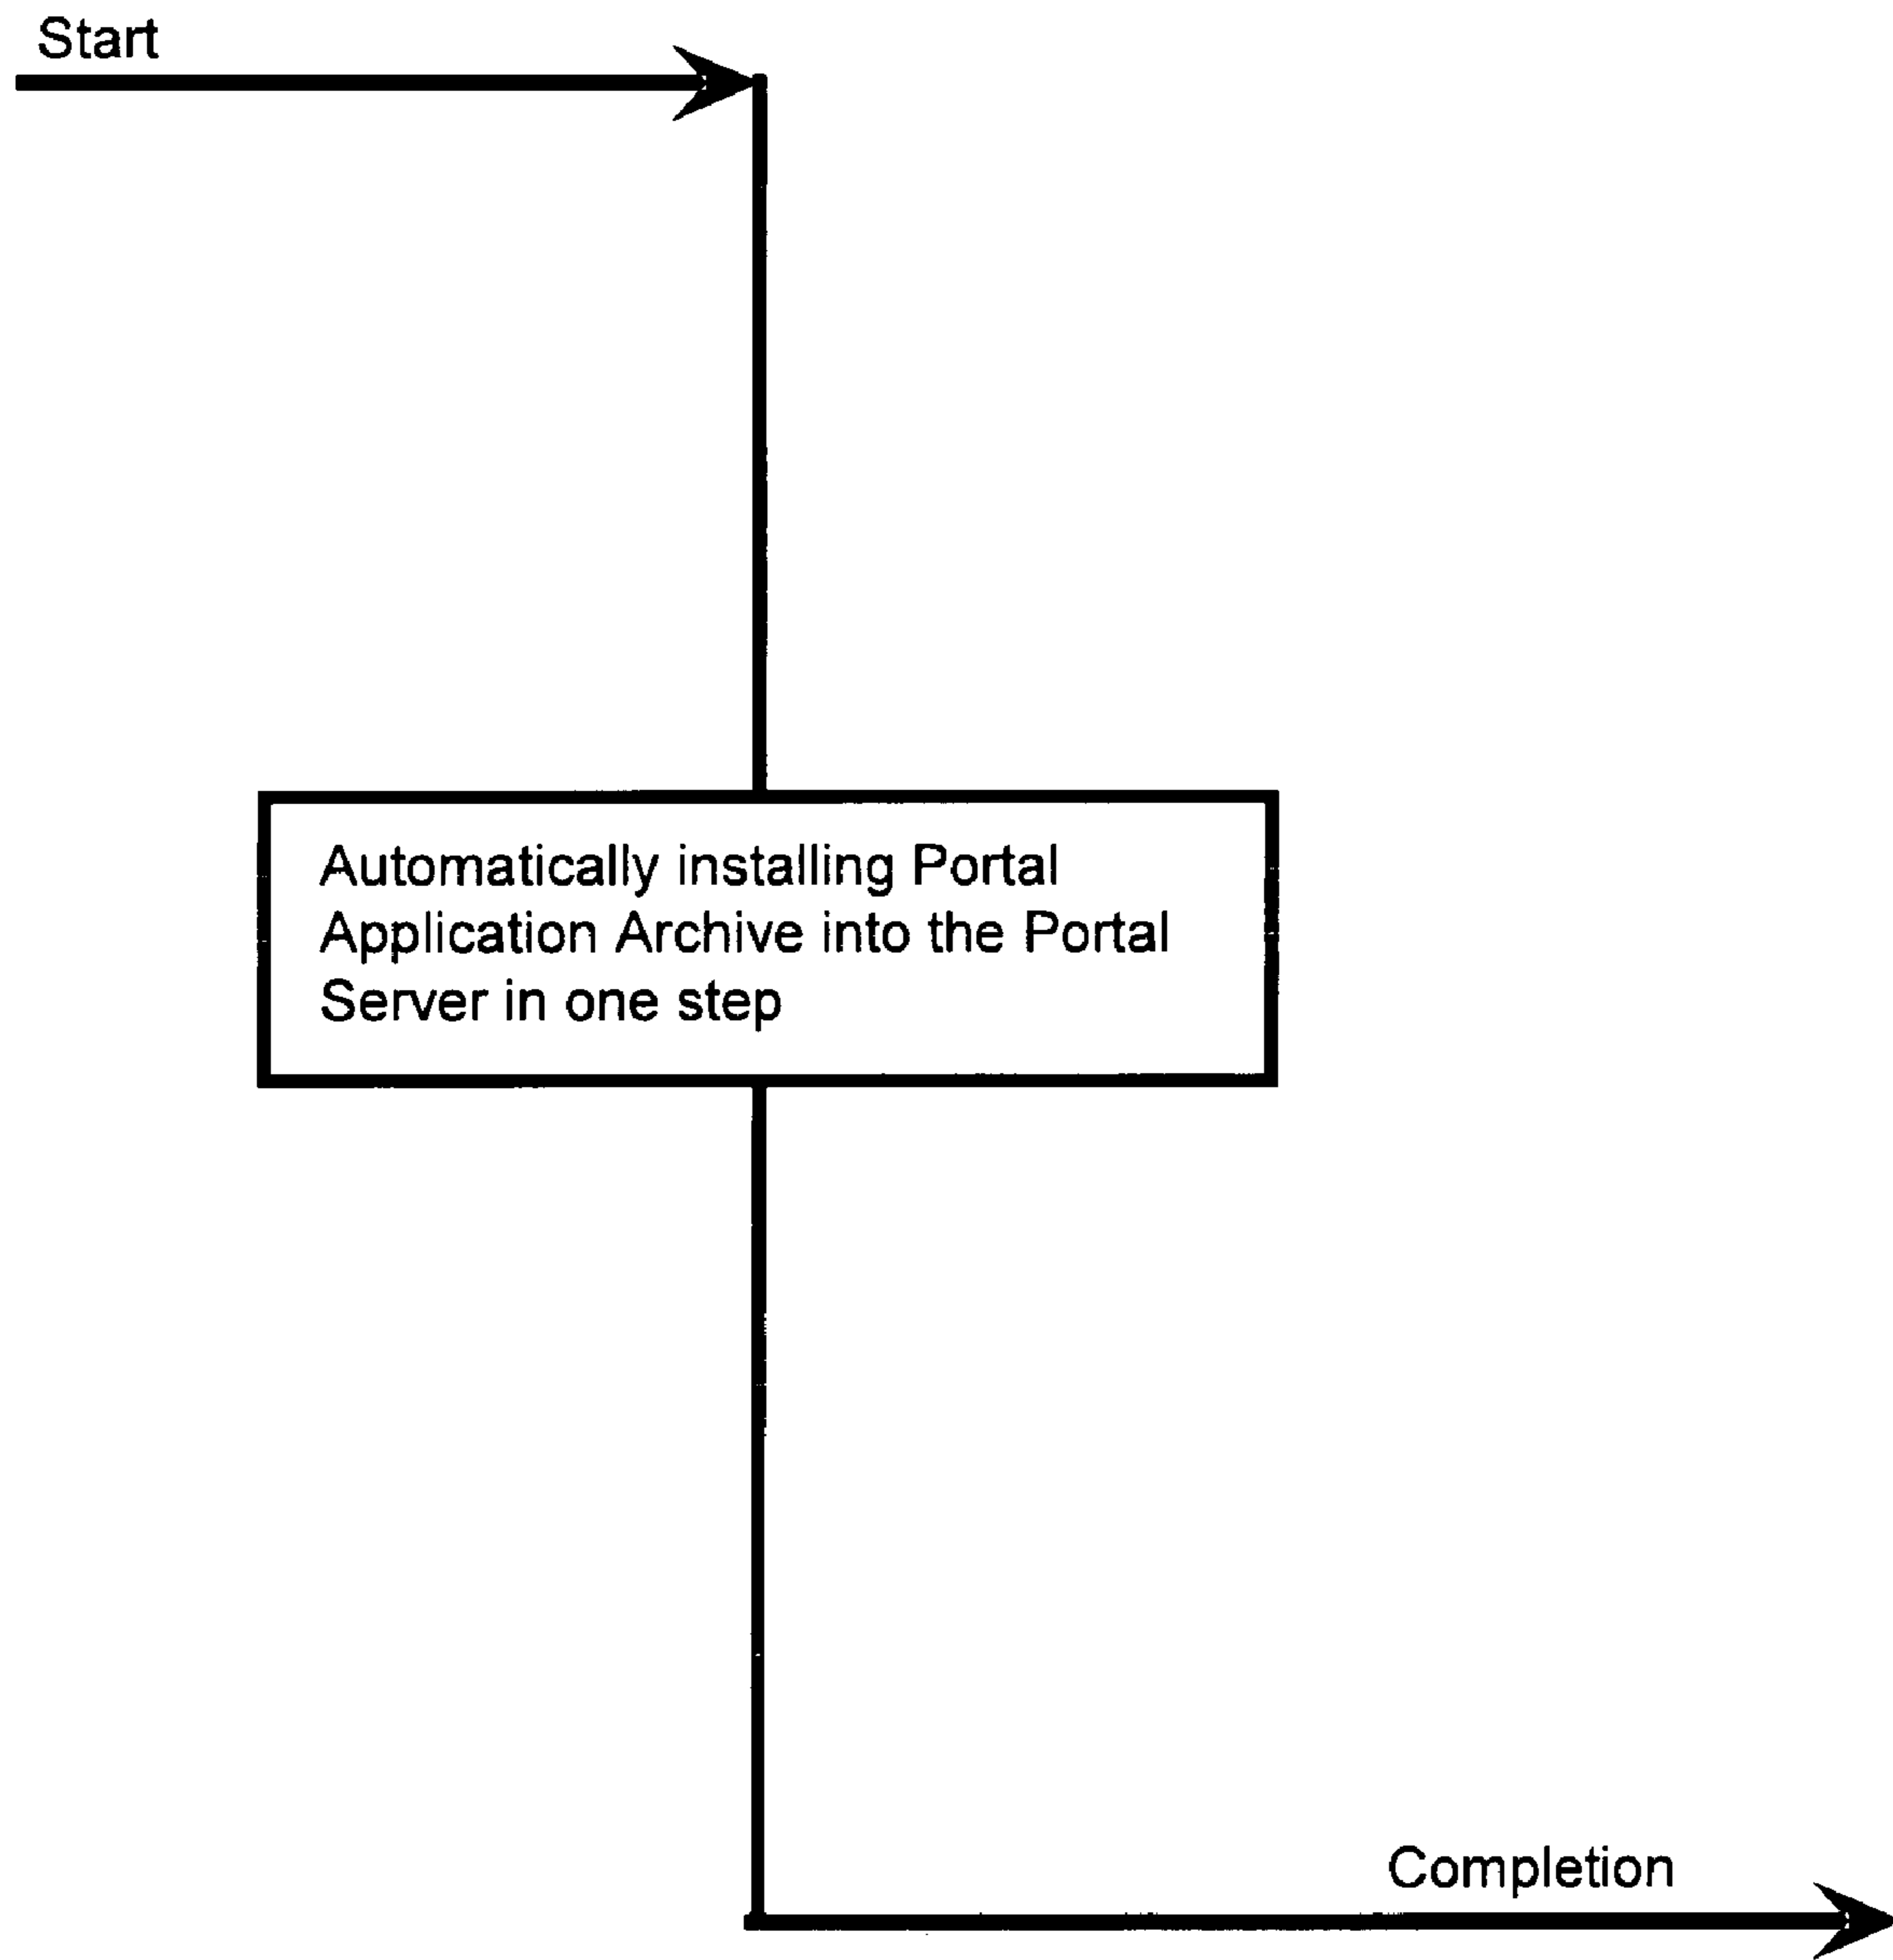 Start
Automatically installing Portal
Application Archive into the Portal
Server in one step
Completion